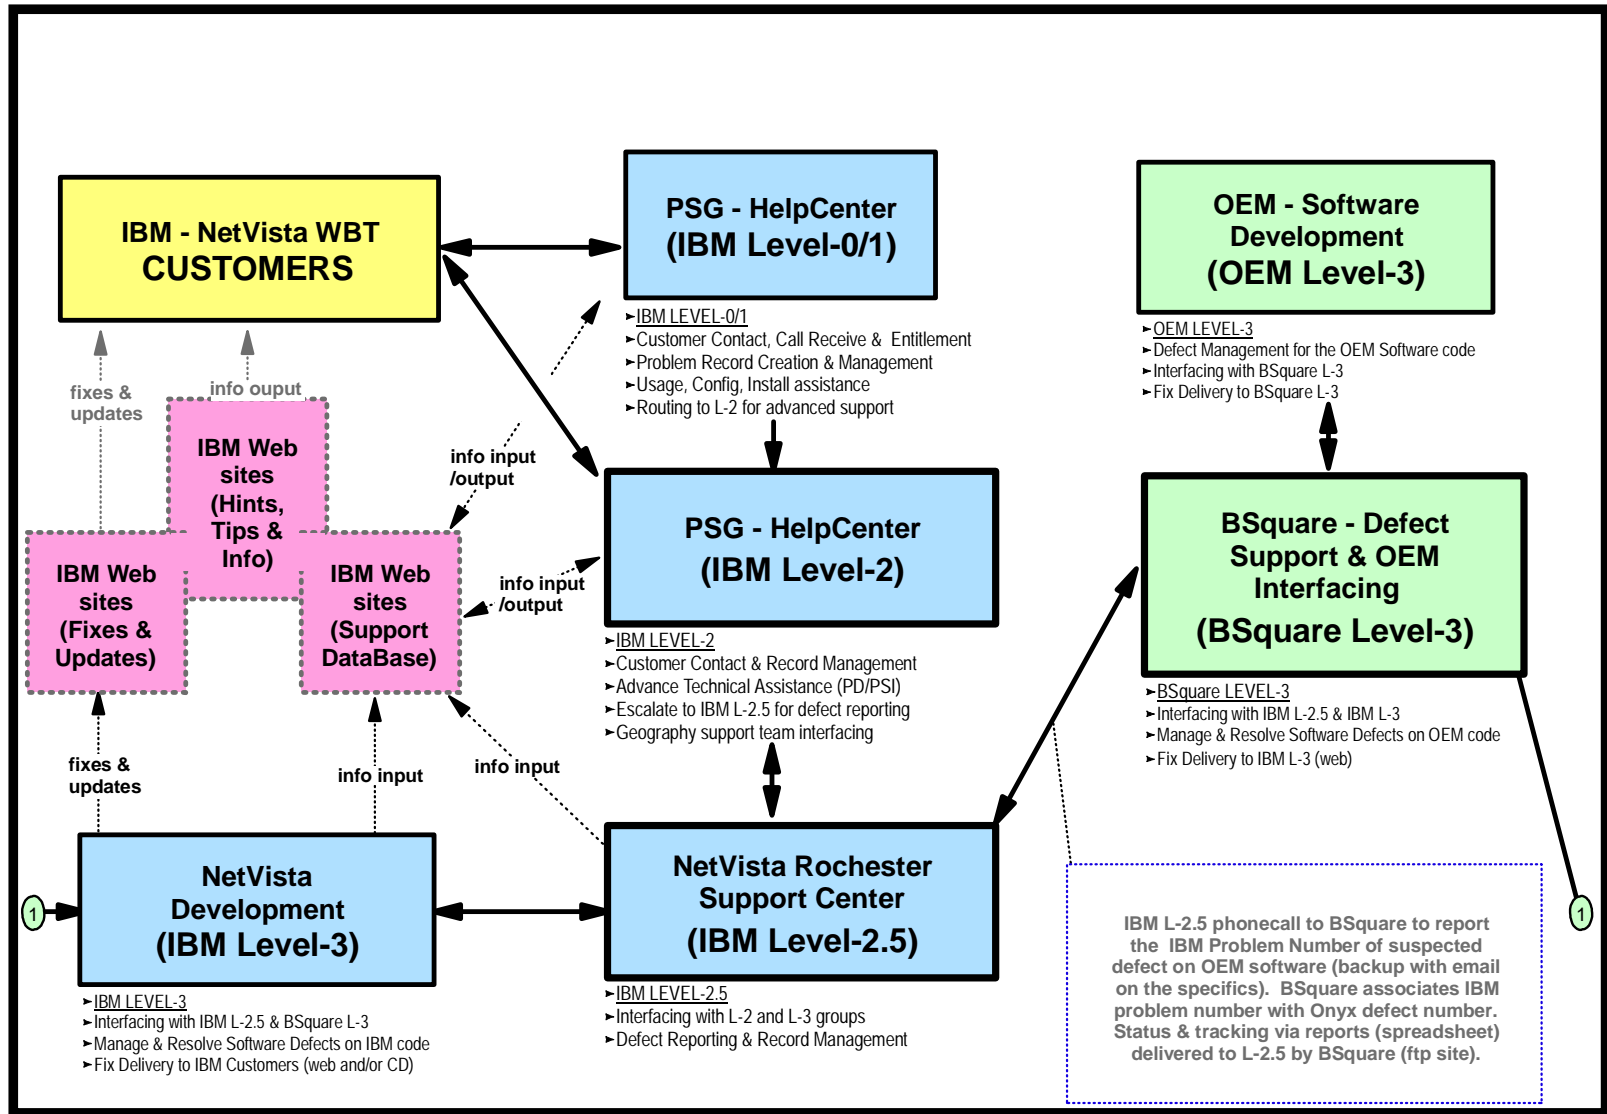 IBM - NetVista WBT
CUSTOMERS
PSG - HelpCenter
(IBM Level-0/1)
➤IBM LEVEL-0/1
➤Customer Contact, Call Receive & Entitlement
➤Problem Record Creation & Management
➤Usage, Config, Install assistance
➤Routing to L-2 for advanced support
OEM - Software
Development
(OEM Level-3)
➤OEM LEVEL-3
➤Defect Management for the OEM Software code
➤Interfacing with BSquare L-3
➤Fix Delivery to BSquare L-3
fixes &
updates
info ouput
IBM Web
sites
(Hints,
Tips &
Info)
info input
/output
IBM Web
sites
(Fixes &
Updates)
IBM Web
sites
(Support
DataBase)
info input
/output
PSG - HelpCenter
(IBM Level-2)
➤IBM LEVEL-2
➤Customer Contact & Record Management
➤Advance Technical Assistance (PD/PSI)
➤Escalate to IBM L-2.5 for defect reporting
➤Geography support team interfacing
BSquare - Defect
Support & OEM
Interfacing
(BSquare Level-3)
➤BSquare LEVEL-3
➤Interfacing with IBM L-2.5 & IBM L-3
➤Manage & Resolve Software Defects on OEM code
➤Fix Delivery to IBM L-3 (web)
fixes &
updates
info input
info input
1
NetVista
Development
(IBM Level-3)
➤IBM LEVEL-3
➤Interfacing with IBM L-2.5 & BSquare L-3
➤Manage & Resolve Software Defects on IBM code
➤Fix Delivery to IBM Customers (web and/or CD)
NetVista Rochester
Support Center
(IBM Level-2.5)
➤IBM LEVEL-2.5
➤Interfacing with L-2 and L-3 groups
➤Defect Reporting & Record Management
IBM L-2.5 phonecall to BSquare to report
the IBM Problem Number of suspected
defect on OEM software (backup with email
on the specifics). BSquare associates IBM
problem number with Onyx defect number.
Status & tracking via reports (spreadsheet)
delivered to L-2.5 by BSquare (ftp site).
1